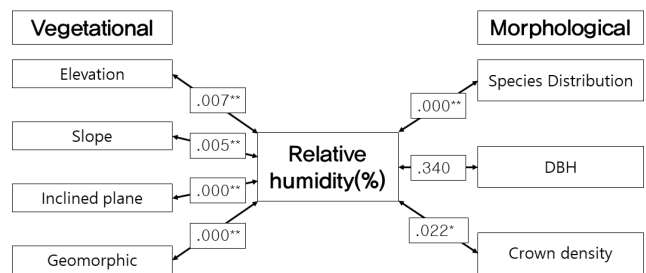 Vegetational
Elevation
.007**
Slope
.005**
Inclined plane
.000**
Geomorphic
.000**
Relative
humidity(%)
Morphological
Species Distribution
.000**
DBH
.340
Crown density
.022*